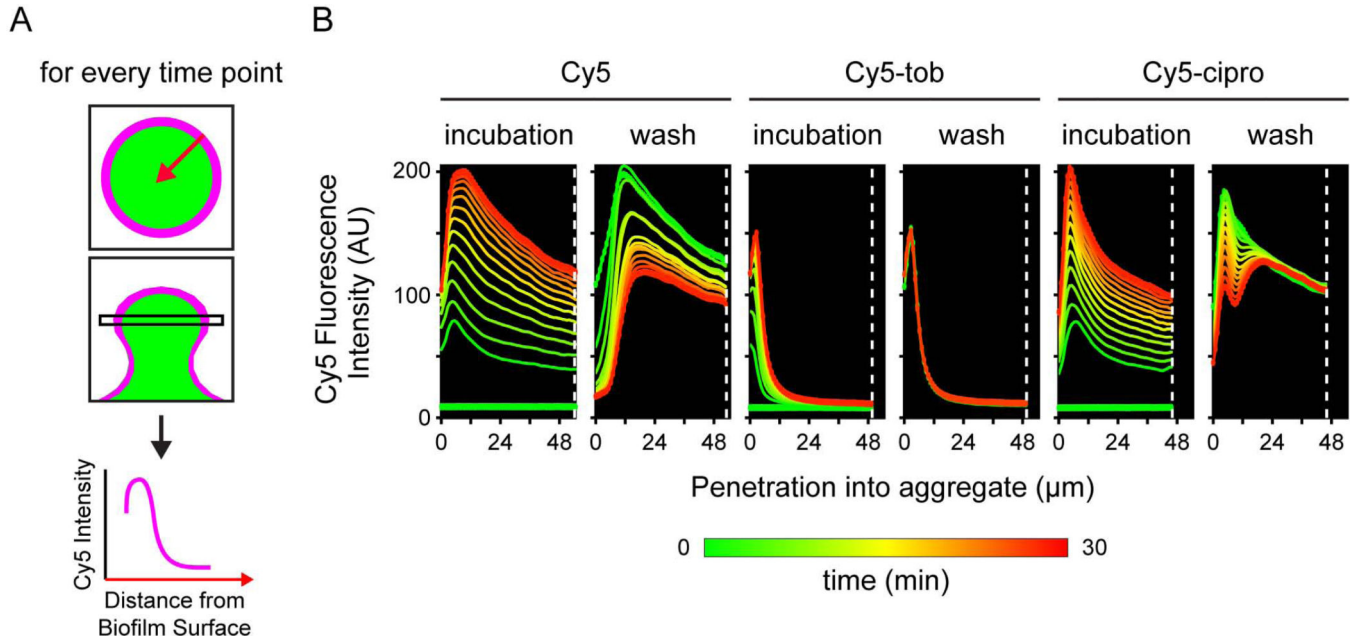 A
for every time point
Cy5 Intensity
Distance from
Biofilm Surface
B
Cy5 Cy5-tob Cy5-cipro
incubation wash incubation wash incubation wash
Cy5 Fluorescence
Intensity (AU)
200
100
0
0 24 48 0 24 48 0 24 48 0 24 48 0 24 48 0 24 48
Penetration into aggregate (µm)
0 30
time (min)